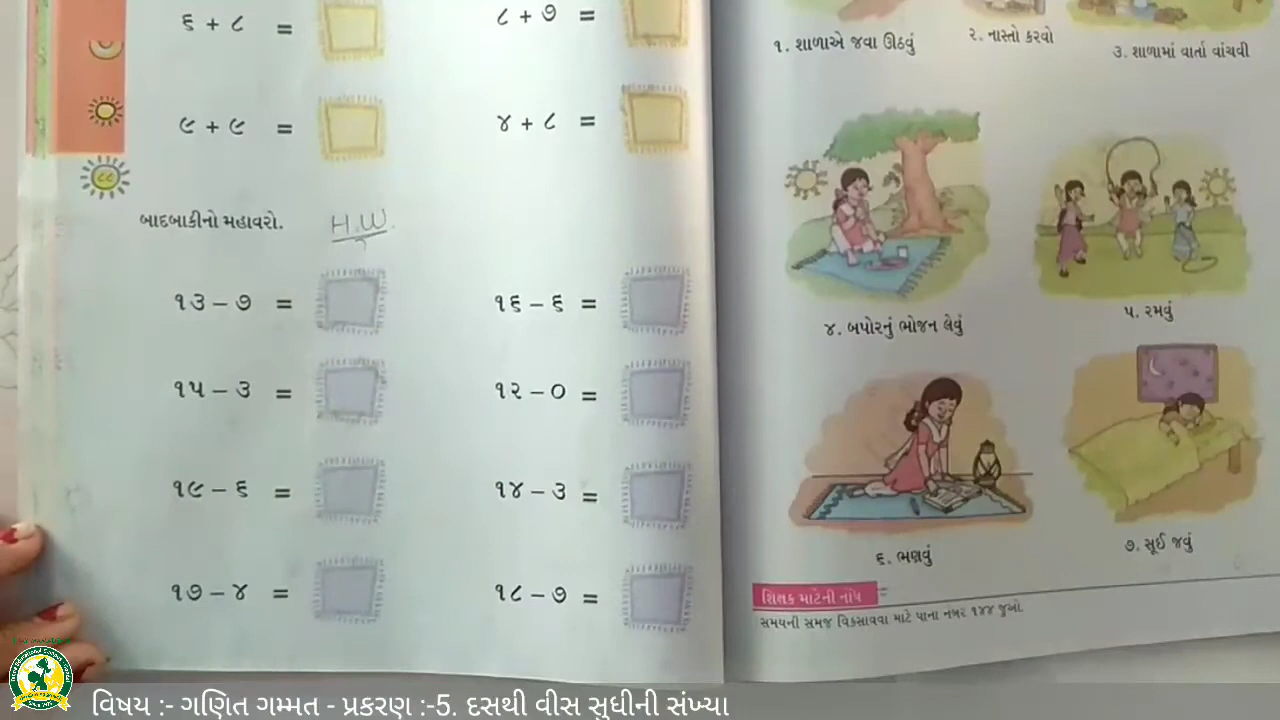 ૬ + ૮ =
૮ + ૭ =
૯ + ૯ =
૪ + ૮ =
૮૮
બાદબાકીનો મહાવરો.
H.W.
૧૩ – ૭ =
૧૬ – ૬ =
૧૫ – ૩ =
૧૨ – ૦ =
૧૯ – ૬ =
૧૪ – ૩ =
૧૭ – ૪ =
૧૮ – ૭ =
૧. શાળાએ જવા ઊઠવું
૨. નાસ્તો કરવો
૩. શાળામાં વાર્તા વાંચવી
૪. બપોરનું ભોજન લેવું
૫. રમવું
૬. ભણવું
૭. સૂઈ જવું
શિક્ષક માટેની નોંધ
સમયની સમજ વિકસાવવા માટે પાના નંબર ૧૪૪ જુઓ.
વિષય :- ગણિત ગમ્મત - પ્રકરણ :-5. દસથી વીસ સુધીની સંખ્યા